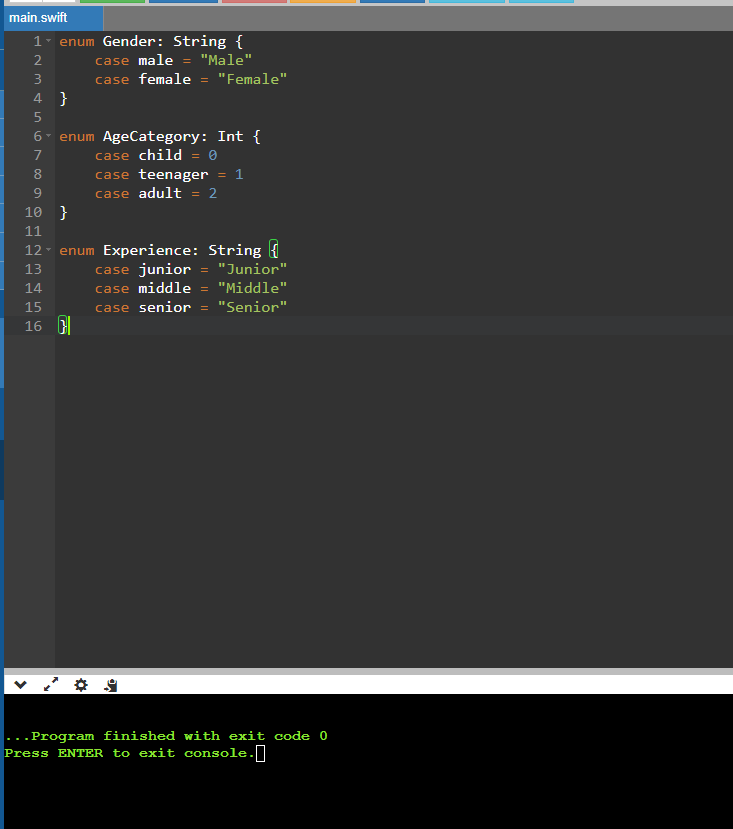 main.swift
1 enum Gender: String {
2     case male = "Male"
3     case female = "Female"
4 }
5
6 enum AgeCategory: Int {
7     case child = 0
8     case teenager = 1
9     case adult = 2
10 }
11
12 enum Experience: String {
13     case junior = "Junior"
14     case middle = "Middle"
15     case senior = "Senior"
16 }
...Program finished with exit code 0
Press ENTER to exit console.